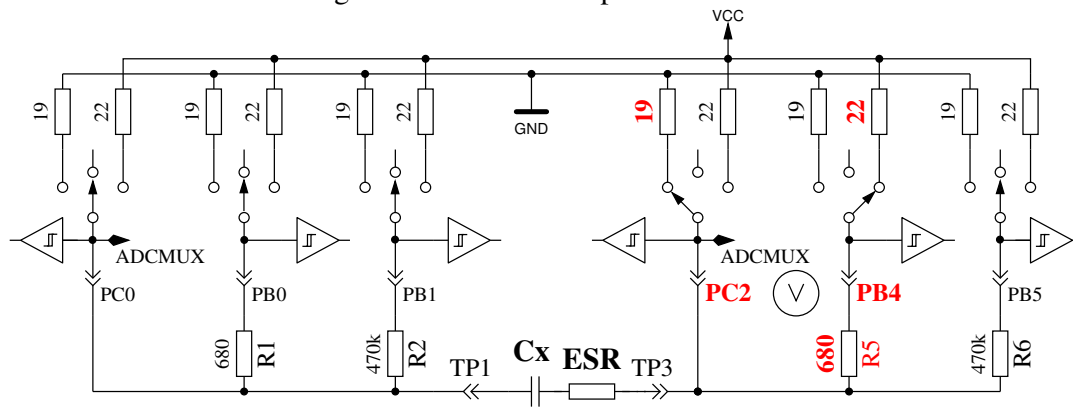 VCC
19
22
19
22
19
22
GND
19
22
19
22
19
22
ADCMUX
ADCMUX
PC0
PB0
PB1
PC2
V
PB4
PB5
680
R1
470k
R2
680
R5
470k
R6
TP1
Cx
ESR
TP3